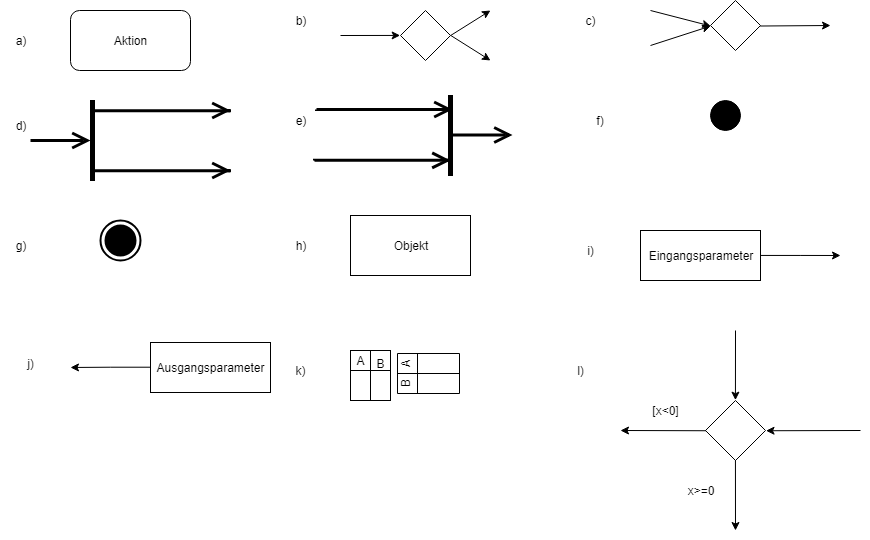 a)
Aktion
b)
c)
d)
e)
f)
g)
h)
Objekt
i)
Eingangsparameter
j)
Ausgangsparameter
k)
A B
A
B
l)
[x<0]
x>=0